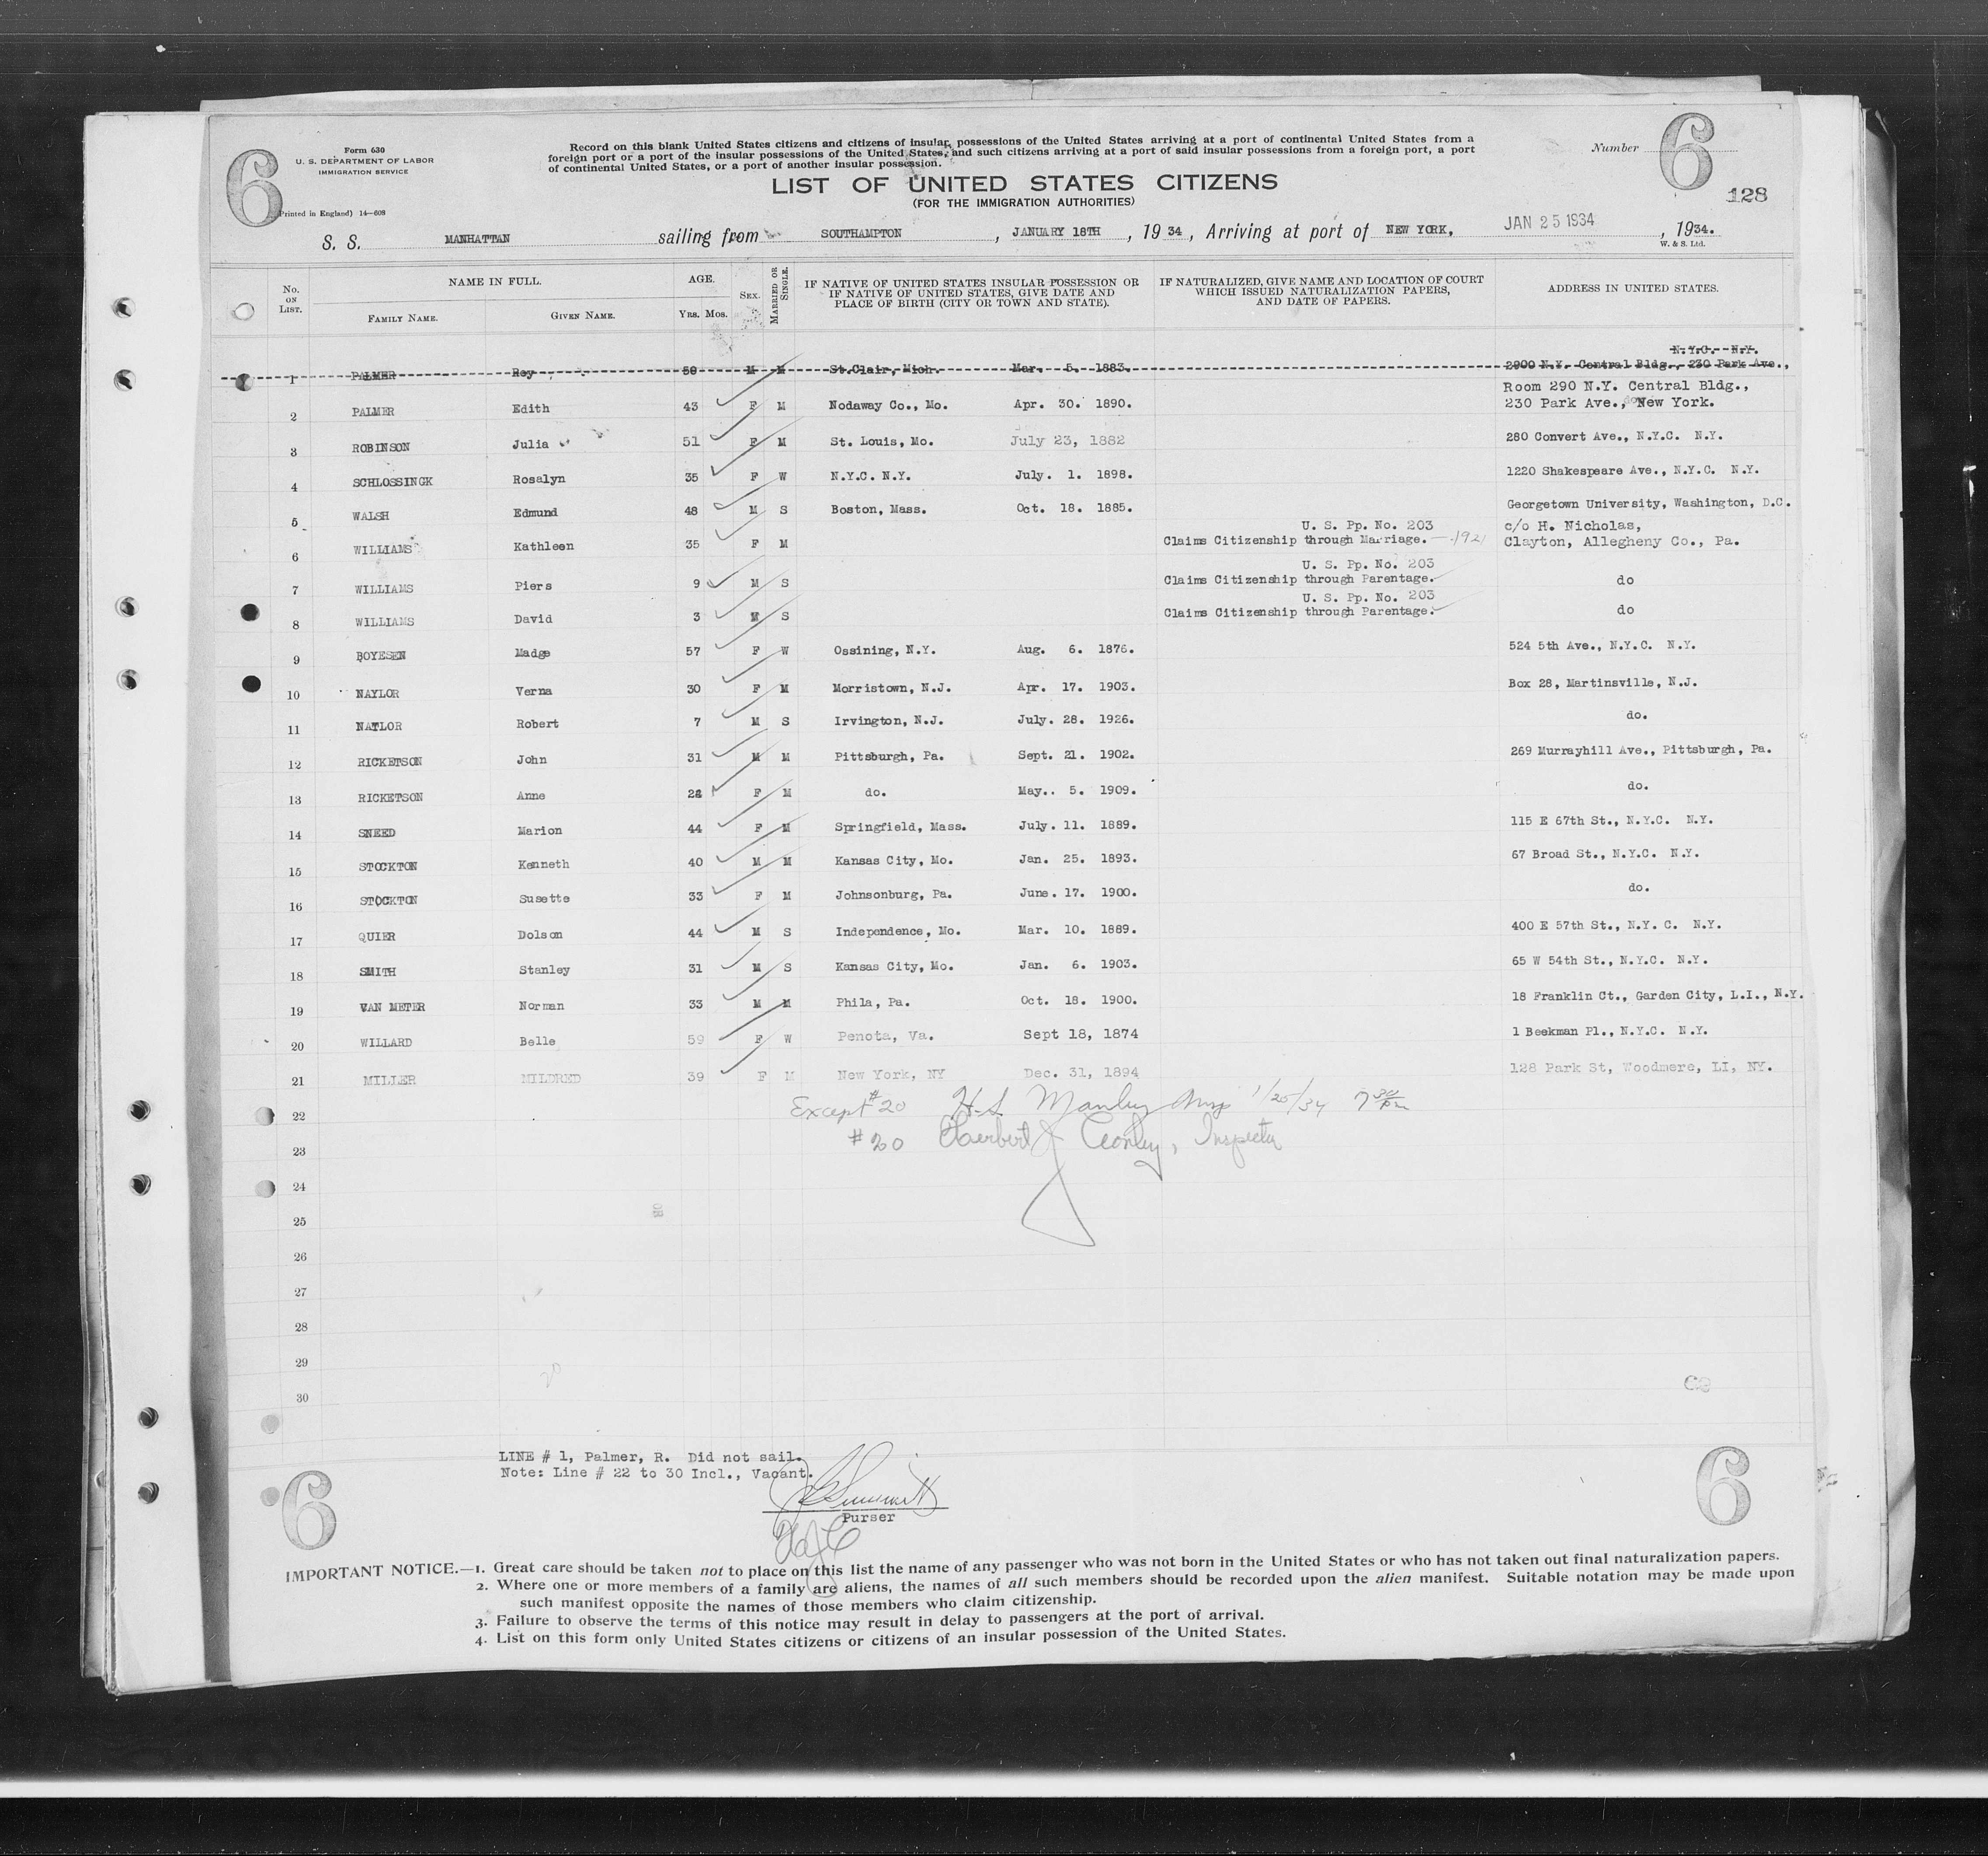 6
Form 630
U. S. DEPARTMENT OF LABOR
IMMIGRATION SERVICE
(Printed in England) 14—608
Record on this blank United States citizens and citizens of insular possessions of the United States arriving at a port of continental United States from a
foreign port or a port of the insular possessions of the United States, and such citizens arriving at a port of said insular possessions from a foreign port, a port
of continental United States, or a port of another insular possession.
LIST OF UNITED STATES CITIZENS
(FOR THE IMMIGRATION AUTHORITIES)
Number
6
128
S. S. MANHATTAN sailing from SOUTHAMPTON, JANUARY 18TH, 19 34, Arriving at port of NEW YORK, JAN 25 1934, 1934.
W. & S. Ltd.
No. ON LIST. NAME IN FULL. AGE. SEX. MARRIED OR SINGLE. IF NATIVE OF UNITED STATES INSULAR POSSESSION OR IF NATIVE OF UNITED STATES, GIVE DATE AND PLACE OF BIRTH (CITY OR TOWN AND STATE). IF NATURALIZED, GIVE NAME AND LOCATION OF COURT WHICH ISSUED NATURALIZATION PAPERS, AND DATE OF PAPERS. ADDRESS IN UNITED STATES.
FAMILY NAME. GIVEN NAME. YRS. MOS.
N.Y.C. N.Y.
1 PALMER Roy 50 M M St.Clair, Mich. Mar. 5. 1883. 2900 N.Y. Central Bldg., 230 Park Ave.,
Room 290 N.Y. Central Bldg.,
2 PALMER Edith 43 F M Nodaway Co., Mo. Apr. 30. 1890. 230 Park Ave., New York.
3 ROBINSON Julia 51 F M St. Louis, Mo. July 23, 1882 280 Convert Ave., N.Y.C. N.Y.
4 SCHLOSSINGK Rosalyn 35 F W N.Y.C. N.Y. July. 1. 1898. 1220 Shakespeare Ave., N.Y.C. N.Y.
5 WALSH Edmund 48 M S Boston, Mass. Oct. 18. 1885. Georgetown University, Washington, D.C.
U. S. Pp. No. 203 c/o H. Nicholas,
6 WILLIAMS Kathleen 35 F M Claims Citizenship through Marriage. — 1921 Clayton, Allegheny Co., Pa.
U. S. Pp. No. 203
7 WILLIAMS Piers 9 M S Claims Citizenship through Parentage. do
U. S. Pp. No. 203
8 WILLIAMS David 3 M S Claims Citizenship through Parentage. do
9 BOYESEN Madge 57 F W Ossining, N.Y. Aug. 6. 1876. 524 5th Ave., N.Y.C. N.Y.
10 NAYLOR Verna 30 F M Morristown, N.J. Apr. 17. 1903. Box 28, Martinsville, N.J.
11 NAYLOR Robert 7 M S Irvington, N.J. July. 28. 1926. do.
12 RICKETSON John 31 M M Pittsburgh, Pa. Sept. 21. 1902. 269 Murrayhill Ave., Pittsburgh, Pa.
13 RICKETSON Anne 24 F M do. May.. 5. 1909. do.
14 SNEED Marion 44 F M Springfield, Mass. July. 11. 1889. 115 E 67th St., N.Y.C. N.Y.
15 STOCKTON Kenneth 40 M M Kansas City, Mo. Jan. 25. 1893. 67 Broad St., N.Y.C. N.Y.
16 STOCKTON Susette 33 F M Johnsonburg, Pa. June. 17. 1900. do.
17 QUIER Dolson 44 M S Independence, Mo. Mar. 10. 1889. 400 E 57th St., N.Y. C. N.Y.
18 SMITH Stanley 31 M S Kansas City, Mo. Jan. 6. 1903. 65 W 54th St., N.Y.C. N.Y.
19 VAN METER Norman 33 M M Phila, Pa. Oct. 18. 1900. 18 Franklin Ct., Garden City, L.I., N.Y.
20 WILLARD Belle 59 F W Penota, Va. Sept 18, 1874 1 Beekman Pl., N.Y.C. N.Y.
21 MILLER MILDRED 39 F M New York, NY Dec. 31, 1894 128 Park St, Woodmere, LI, NY.
22 Except #20 H.S. Manley Insp 1/25/34 7 30 Pm
23 #20 Herbert J Conley, Inspector
24
25
26
27
28
29
30
LINE # 1, Palmer, R. Did not sail.
Note: Line # 22 to 30 Incl., Vacant.
Purser
6
6
IMPORTANT NOTICE.—1. Great care should be taken not to place on this list the name of any passenger who was not born in the United States or who has not taken out final naturalization papers.
2. Where one or more members of a family are aliens, the names of all such members should be recorded upon the alien manifest. Suitable notation may be made upon
such manifest opposite the names of those members who claim citizenship.
3. Failure to observe the terms of this notice may result in delay to passengers at the port of arrival.
4. List on this form only United States citizens or citizens of an insular possession of the United States.